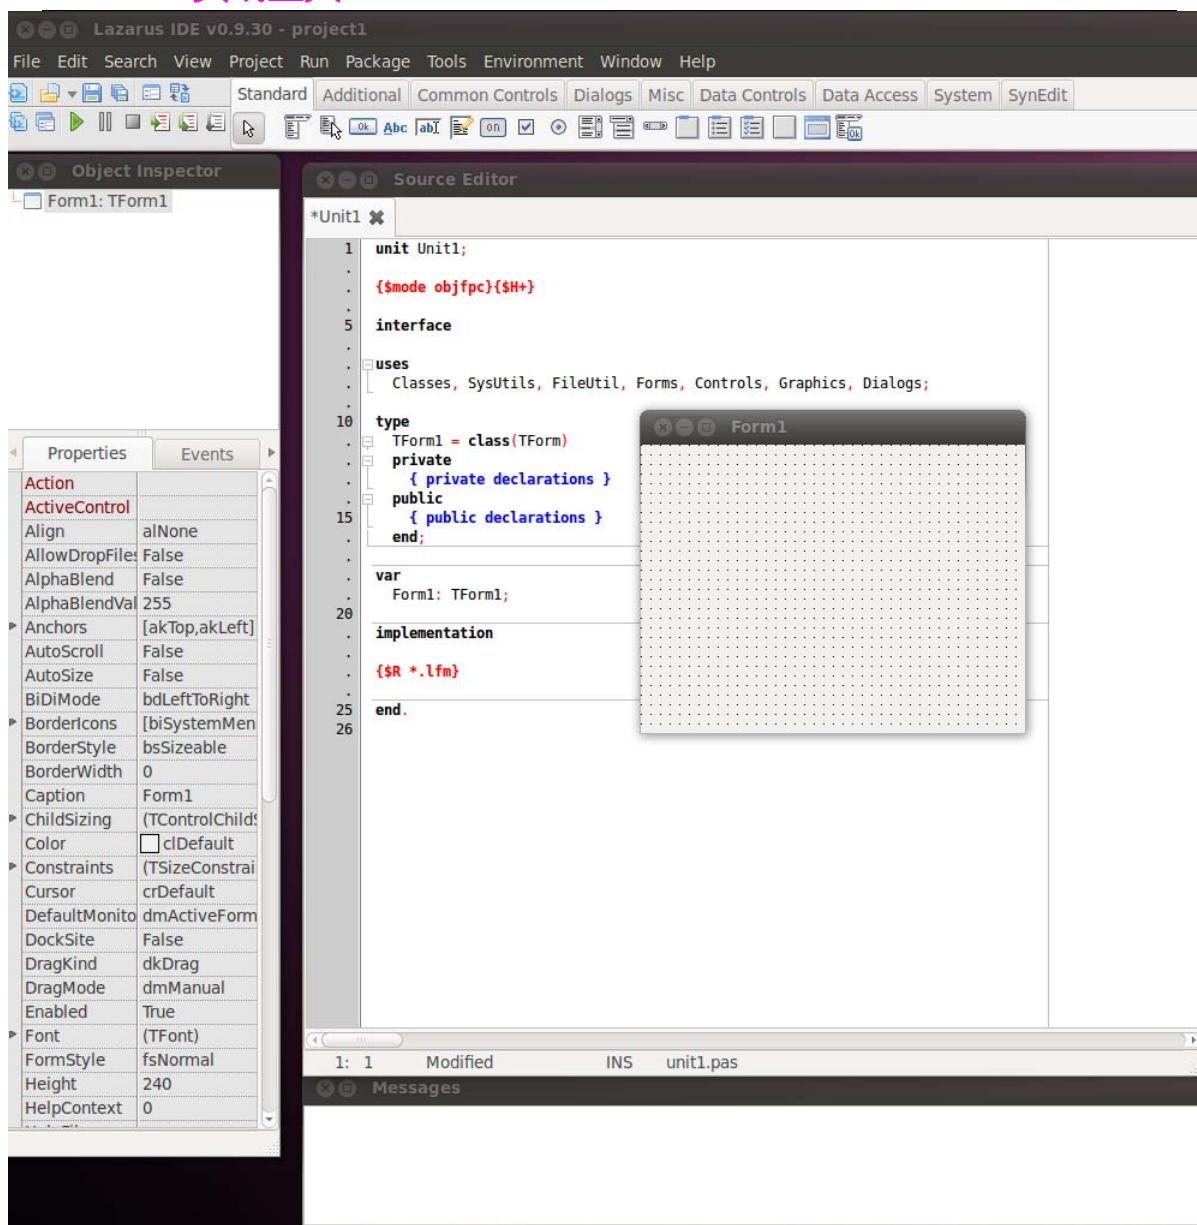 Lazarus IDE v0.9.30 - project1
File Edit Search View Project Run Package Tools Environment Window Help
Standard Additional Common Controls Dialogs Misc Data Controls Data Access System SynEdit
Ok Abc abI on Ok
Object Inspector
Form1: TForm1
Properties Events
Action
ActiveControl
Align alNone
AllowDropFiles False
AlphaBlend False
AlphaBlendVal 255
Anchors [akTop,akLeft]
AutoScroll False
AutoSize False
BiDiMode bdLeftToRight
BorderIcons [biSystemMen
BorderStyle bsSizeable
BorderWidth 0
Caption Form1
ChildSizing (TControlChildS
Color clDefault
Constraints (TSizeConstrai
Cursor crDefault
DefaultMonito dmActiveForm
DockSite False
DragKind dkDrag
DragMode dmManual
Enabled True
Font (TFont)
FormStyle fsNormal
Height 240
HelpContext 0
Source Editor
*Unit1
1 unit Unit1;
{$mode objfpc}{$H+}
5 interface
uses
Classes, SysUtils, FileUtil, Forms, Controls, Graphics, Dialogs;
10 type
TForm1 = class(TForm)
private
{ private declarations }
public
15 { public declarations }
end;
var
Form1: TForm1;
20
implementation
{$R *.lfm}
25 end.
26
Form1
1: 1 Modified INS unit1.pas
Messages